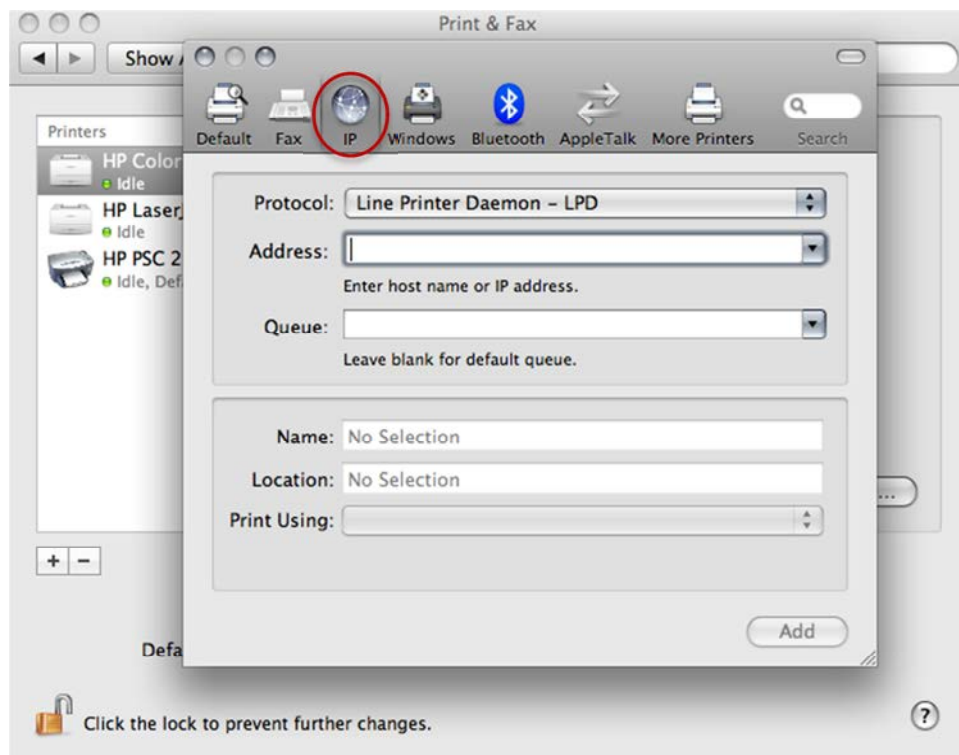 Print & Fax
Show
Default Fax IP Windows Bluetooth AppleTalk More Printers Search
Printers
HP Color
Idle
HP Laser
Idle
HP PSC 2
Idle, Def
Protocol: Line Printer Daemon – LPD
Address:
Enter host name or IP address.
Queue:
Leave blank for default queue.
Name: No Selection
Location: No Selection
Print Using:
...
+ −
Add
Defa
Click the lock to prevent further changes.
?